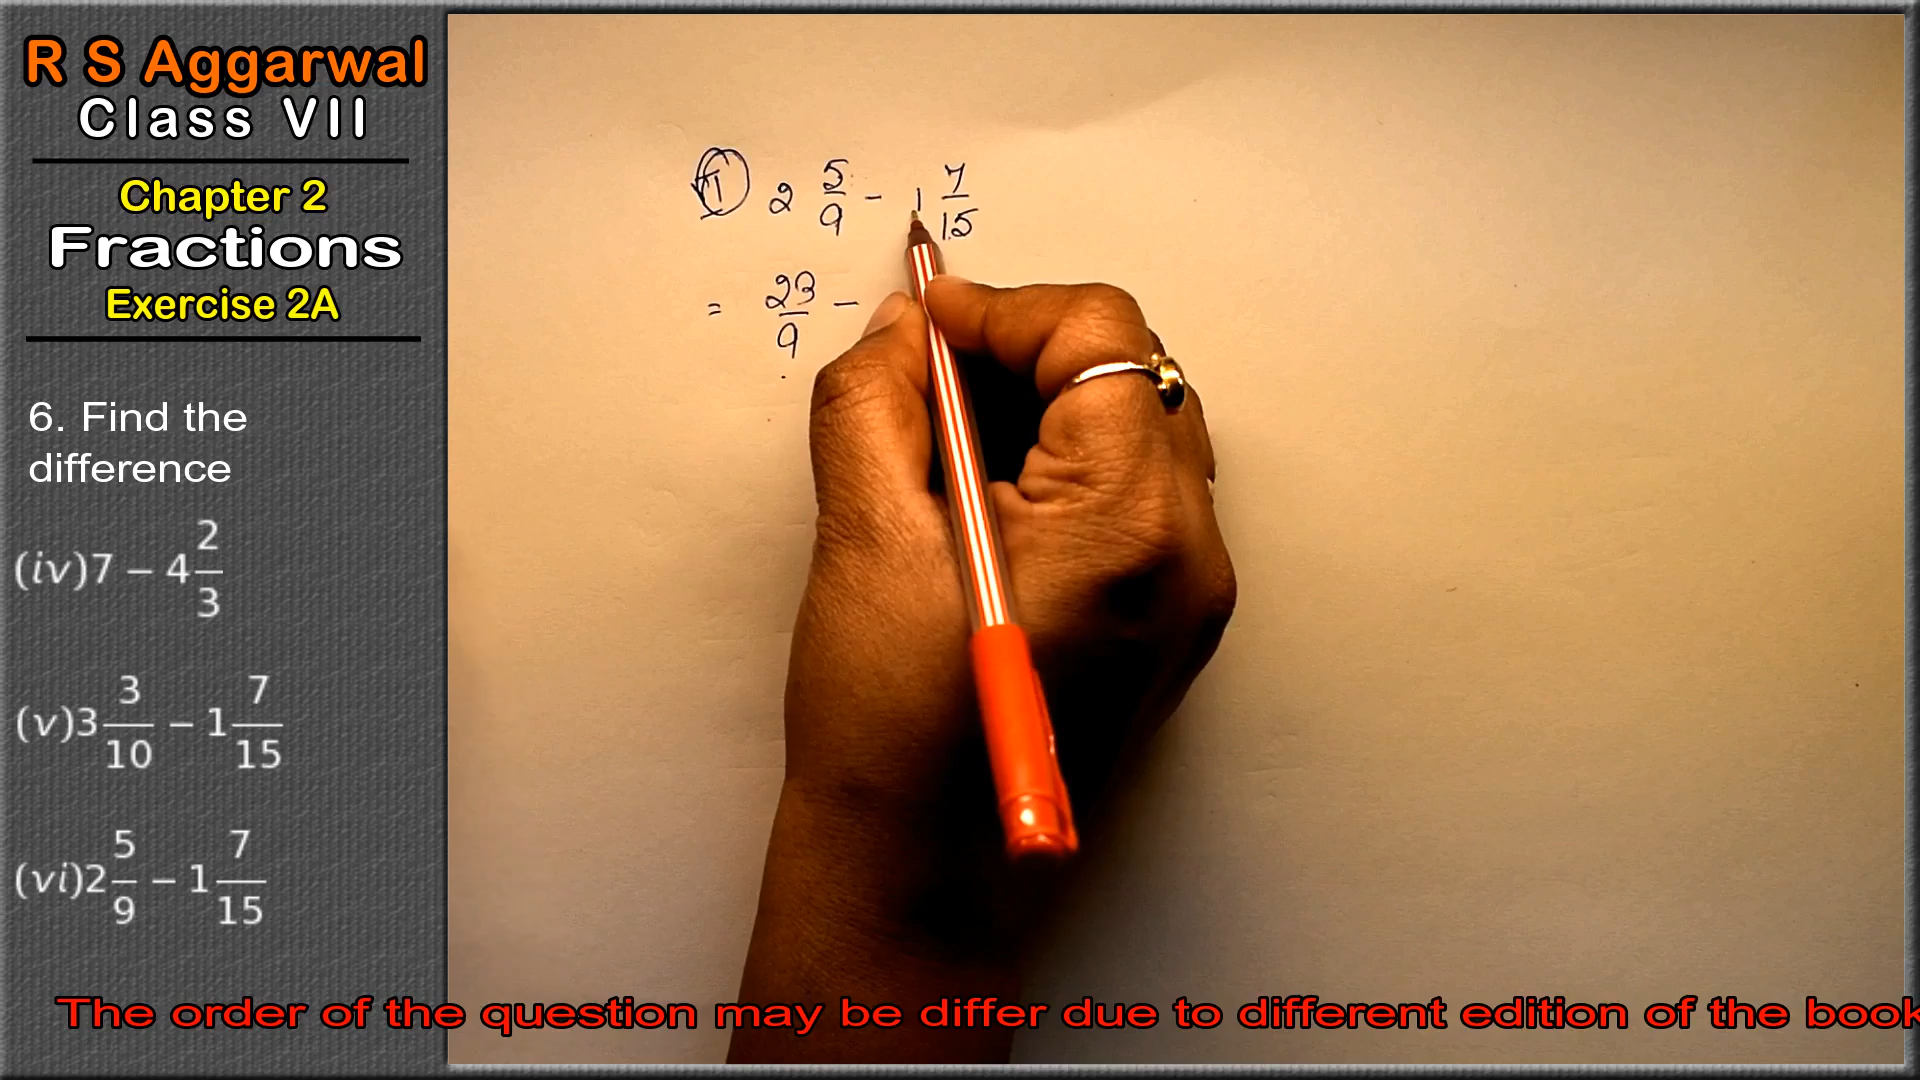 R S Aggarwal
Class VII
Chapter 2
Fractions
Exercise 2A
6. Find the
difference
(iv) 7 − 4 2/3
(v) 3 3/10 − 1 7/15
(vi) 2 5/9 − 1 7/15
2 5/9 - 1 7/15
= 23/9 -
The order of the question may be differ due to different edition of the book